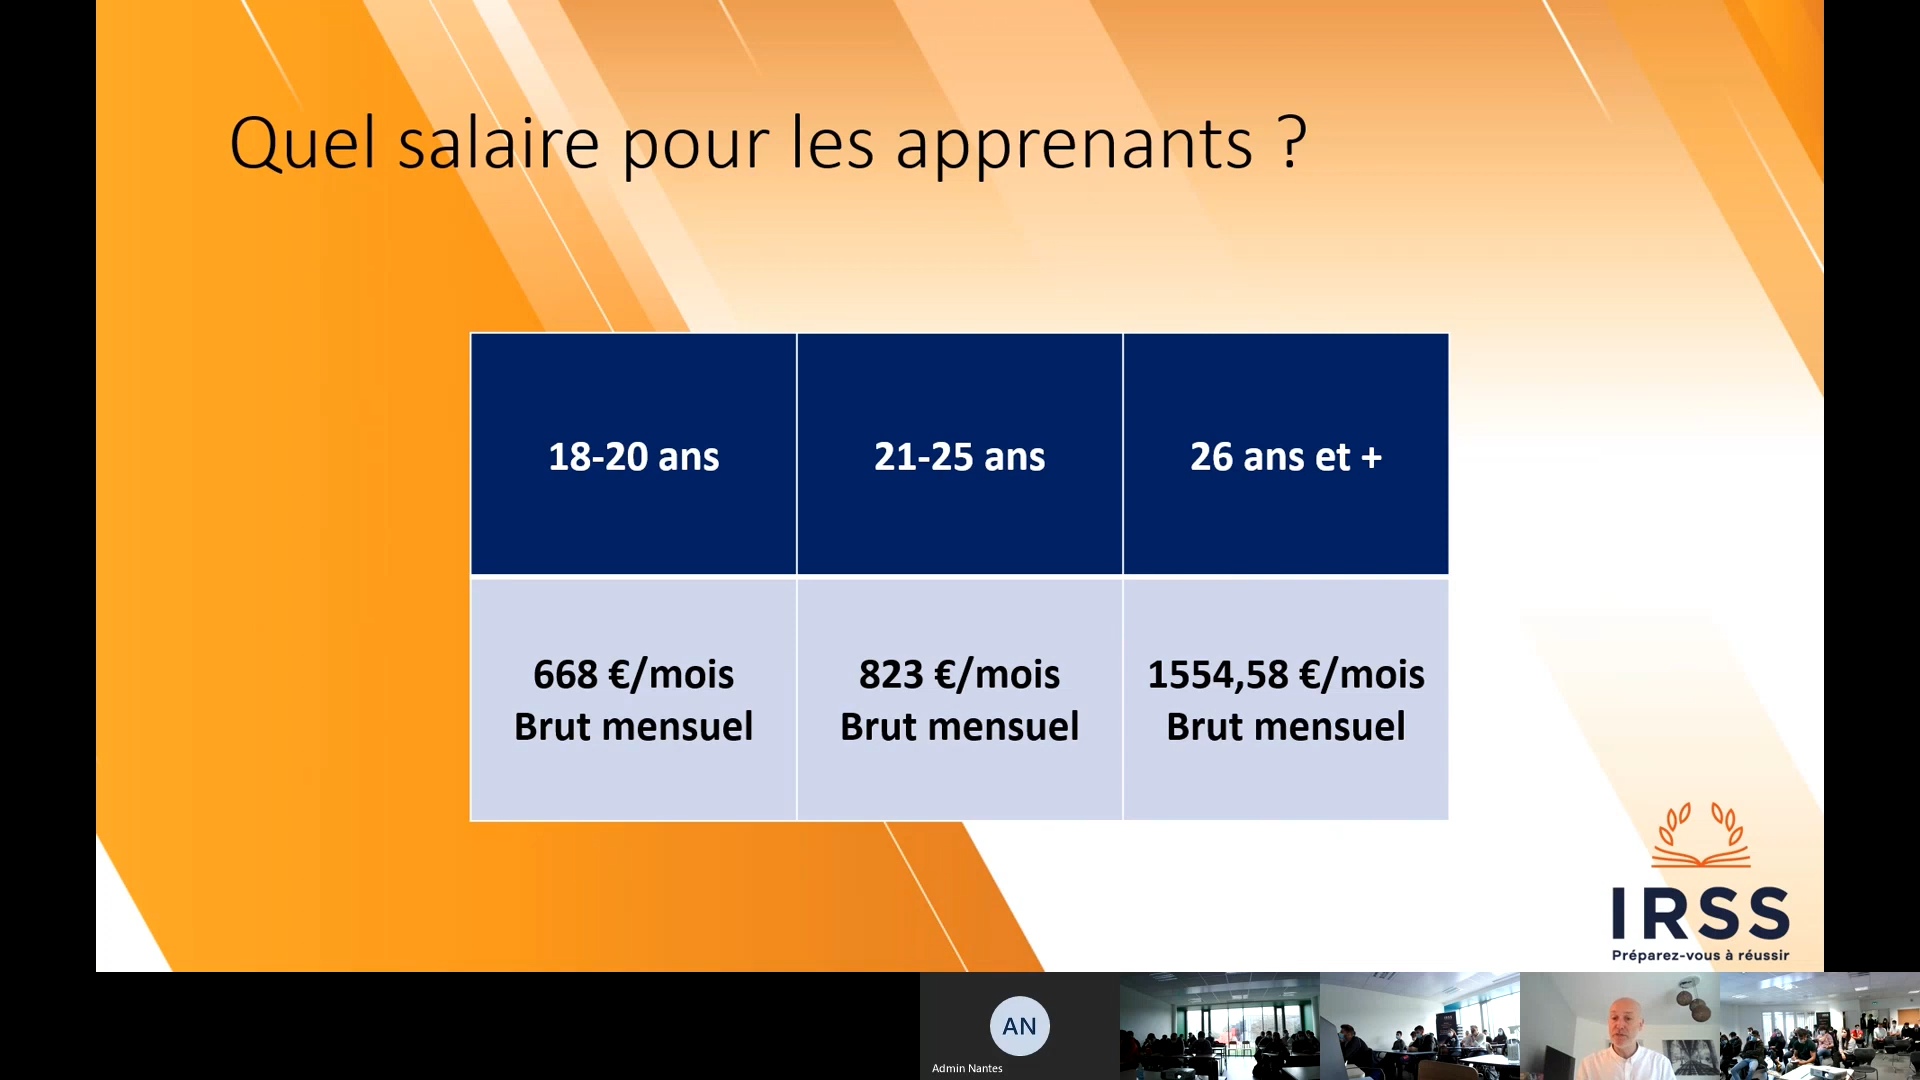 Quel salaire pour les apprenants ?
18-20 ans
21-25 ans
26 ans et +
668 €/mois
Brut mensuel
823 €/mois
Brut mensuel
1554,58 €/mois
Brut mensuel
IRSS
Préparez-vous à réussir
AN
Admin Nantes